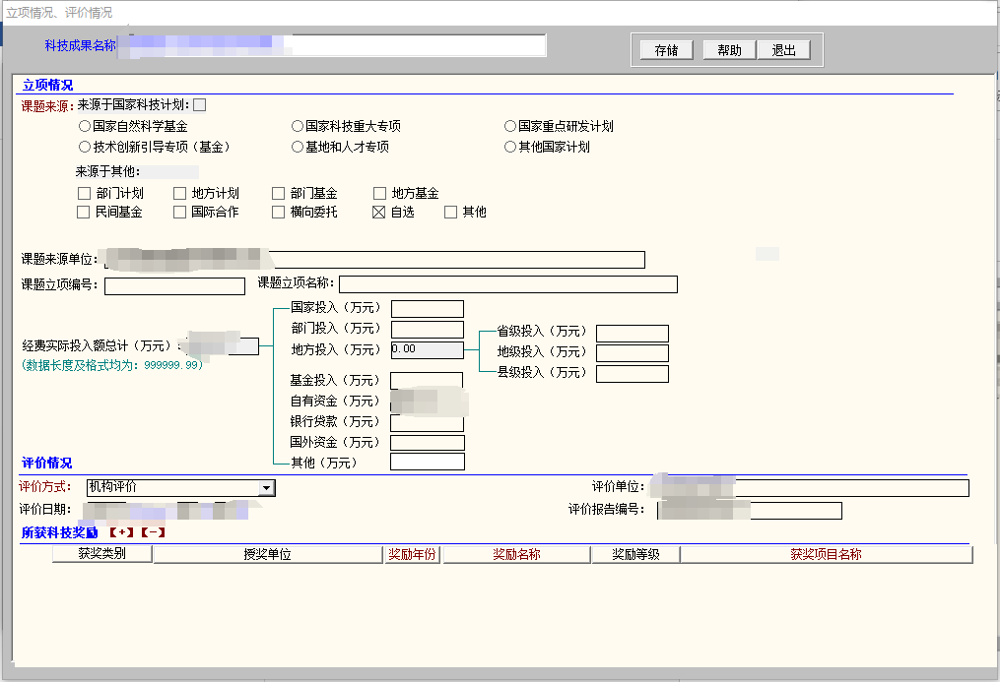 立项情况、评价情况
科技成果名称 存储 帮助 退出
立项情况
课题来源: 来源于国家科技计划:
国家自然科学基金 国家科技重大专项 国家重点研发计划
技术创新引导专项（基金） 基地和人才专项 其他国家计划
来源于其他:
部门计划 地方计划 部门基金 地方基金
民间基金 国际合作 横向委托 自选 其他
课题来源单位:
课题立项编号: 课题立项名称:
国家投入（万元）
部门投入（万元） 省级投入（万元）
经费实际投入额总计（万元）: 地方投入（万元） 0.00 地级投入（万元）
(数据长度及格式均为: 999999.99) 县级投入（万元）
基金投入（万元）
自有资金（万元）
银行贷款（万元）
国外资金（万元）
其他（万元）
评价情况
评价方式: 机构评价 评价单位:
评价日期: 评价报告编号:
所获科技奖励 【+】【-】
获奖类别 授奖单位 奖励年份 奖励名称 奖励等级 获奖项目名称